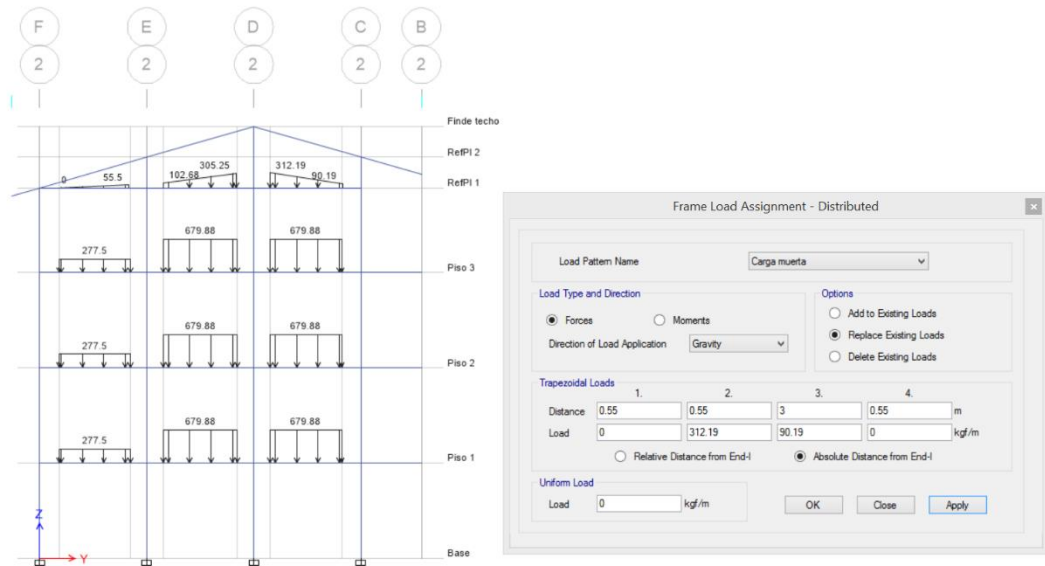 F E D C B
2 2 2 2 2
Finde techo
RefPl 2
305.25 312.19
0 55.5 102.68 90.19
RefPl 1
679.88 679.88
277.5
Piso 3
679.88 679.88
277.5
Piso 2
679.88 679.88
277.5
Piso 1
Z
Y
Base
Frame Load Assignment - Distributed
Load Pattern Name Carga muerta
Load Type and Direction
Forces Moments
Direction of Load Application Gravity
Options
Add to Existing Loads
Replace Existing Loads
Delete Existing Loads
Trapezoidal Loads
1. 2. 3. 4.
Distance 0.55 0.55 3 0.55 m
Load 0 312.19 90.19 0 kgf/m
Relative Distance from End-I Absolute Distance from End-I
Uniform Load
Load 0 kgf/m
OK Close Apply